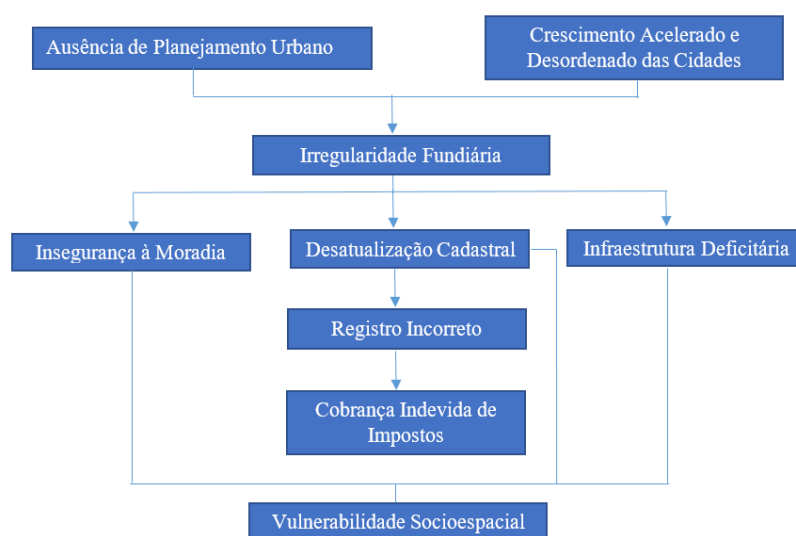 Ausência de Planejamento Urbano
Crescimento Acelerado e
Desordenado das Cidades
Irregularidade Fundiária
Insegurança à Moradia
Desatualização Cadastral
Infraestrutura Deficitária
Registro Incorreto
Cobrança Indevida de
Impostos
Vulnerabilidade Socioespacial